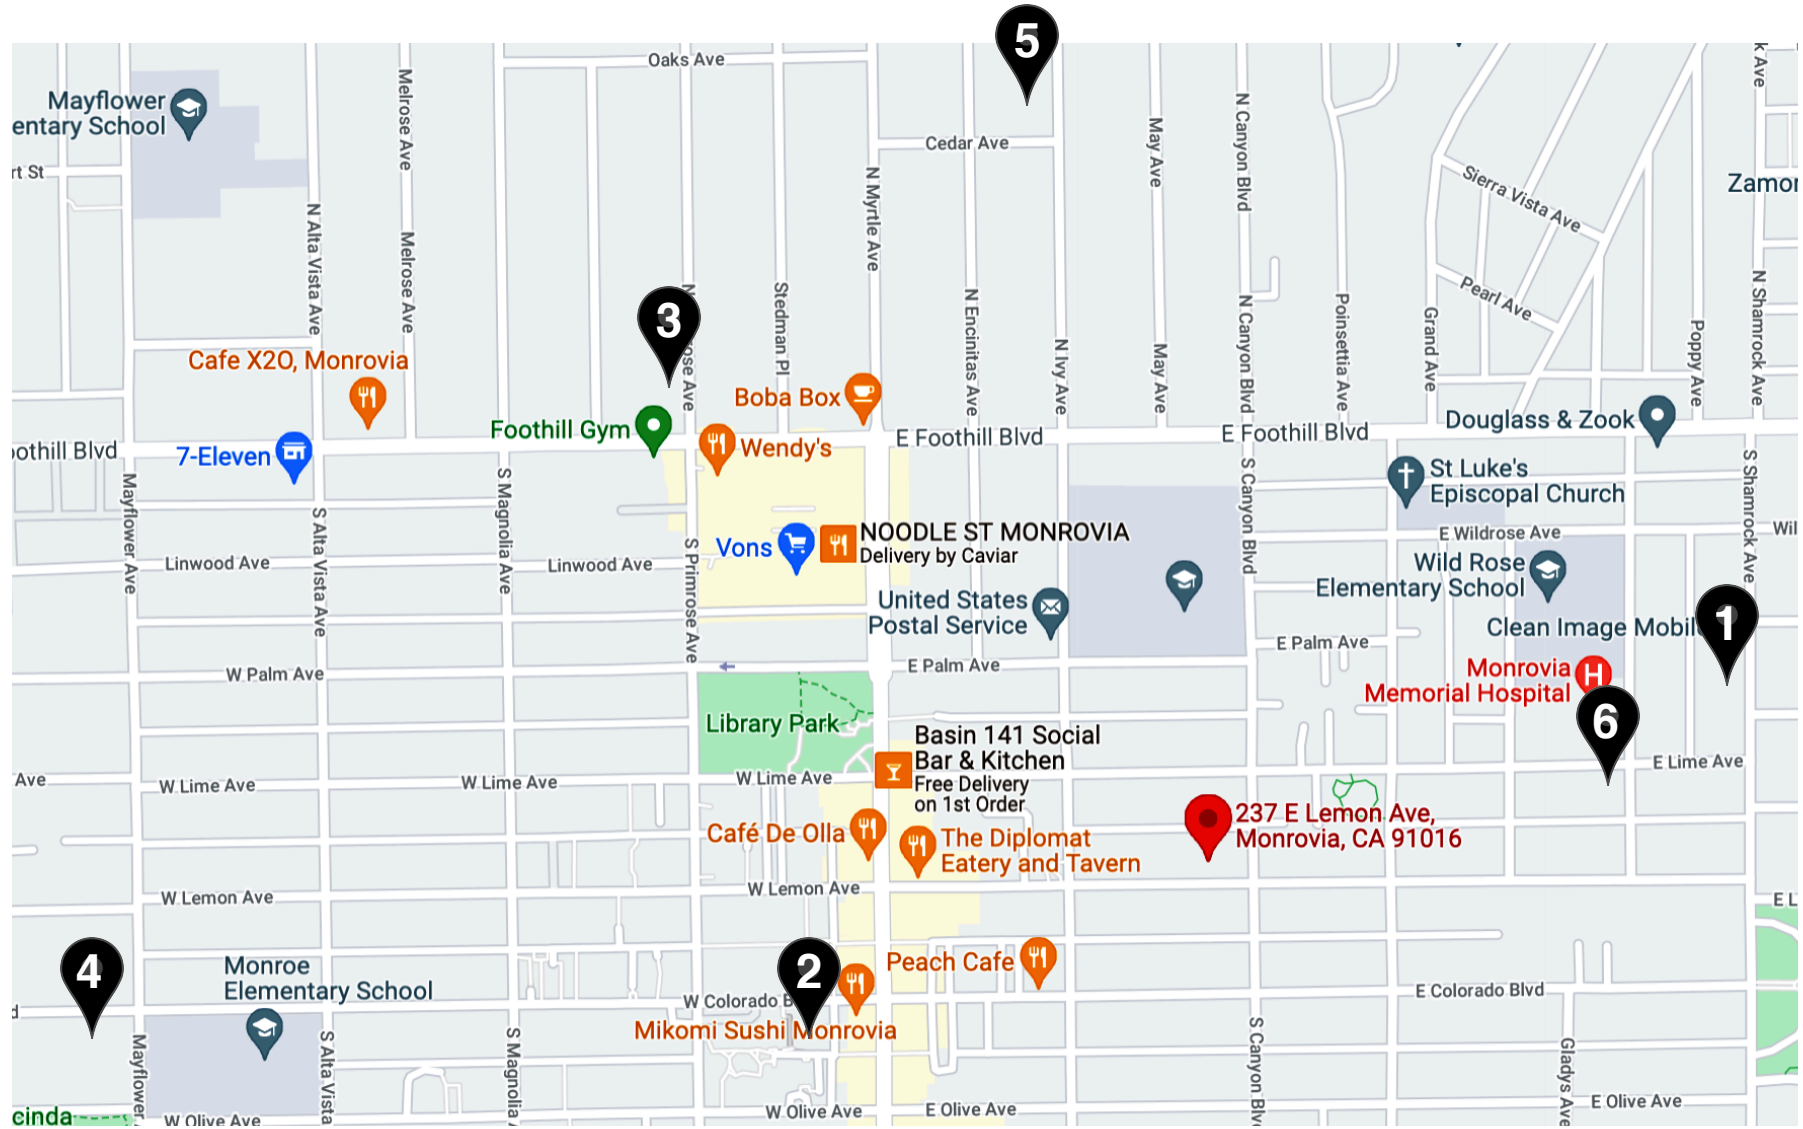 5
Oaks Ave
Mayflower
entary School
Melrose Ave
N Canyon Blvd
k Ave
Cedar Ave
May Ave
rt St
Sierra Vista Ave
Zamor
N Alta Vista Ave
Melrose Ave
N Myrtle Ave
Pearl Ave
3
Stedman Pl
N Encinitas Ave
N Ivy Ave
May Ave
N Canyon Blvd
Poinsettia Ave
Grand Ave
Poppy Ave
N Shamrock Ave
Cafe X2O, Monrovia
rose Ave
Boba Box
Foothill Gym
Wendy's
E Foothill Blvd
E Foothill Blvd
Douglass & Zook
oothill Blvd
7-Eleven
St Luke's
Episcopal Church
Mayflower Ave
S Alta Vista Ave
S Magnolia Ave
S Primrose Ave
S Canyon Blvd
S Shamrock Ave
Vons
NOODLE ST MONROVIA
Delivery by Caviar
E Wildrose Ave
Wil
Linwood Ave
Linwood Ave
Wild Rose
Elementary School
United States
Postal Service
Clean Image Mobil
1
W Palm Ave
E Palm Ave
E Palm Ave
Monrovia
Memorial Hospital
H
Library Park
6
Basin 141 Social
Bar & Kitchen
Free Delivery
on 1st Order
Ave
W Lime Ave
W Lime Ave
W Lime Ave
E Lime Ave
Café De Olla
The Diplomat
Eatery and Tavern
237 E Lemon Ave,
Monrovia, CA 91016
W Lemon Ave
W Lemon Ave
E L
4
Monroe
Elementary School
2
Peach Cafe
d
W Colorado B
E Colorado Blvd
Mikomi Sushi Monrovia
Mayflower
S Alta Vista
S Magnolia
S Canyon Blv
Gladys Ave
cinda
W Olive Ave
W Olive Ave
E Olive Ave
E Olive Ave